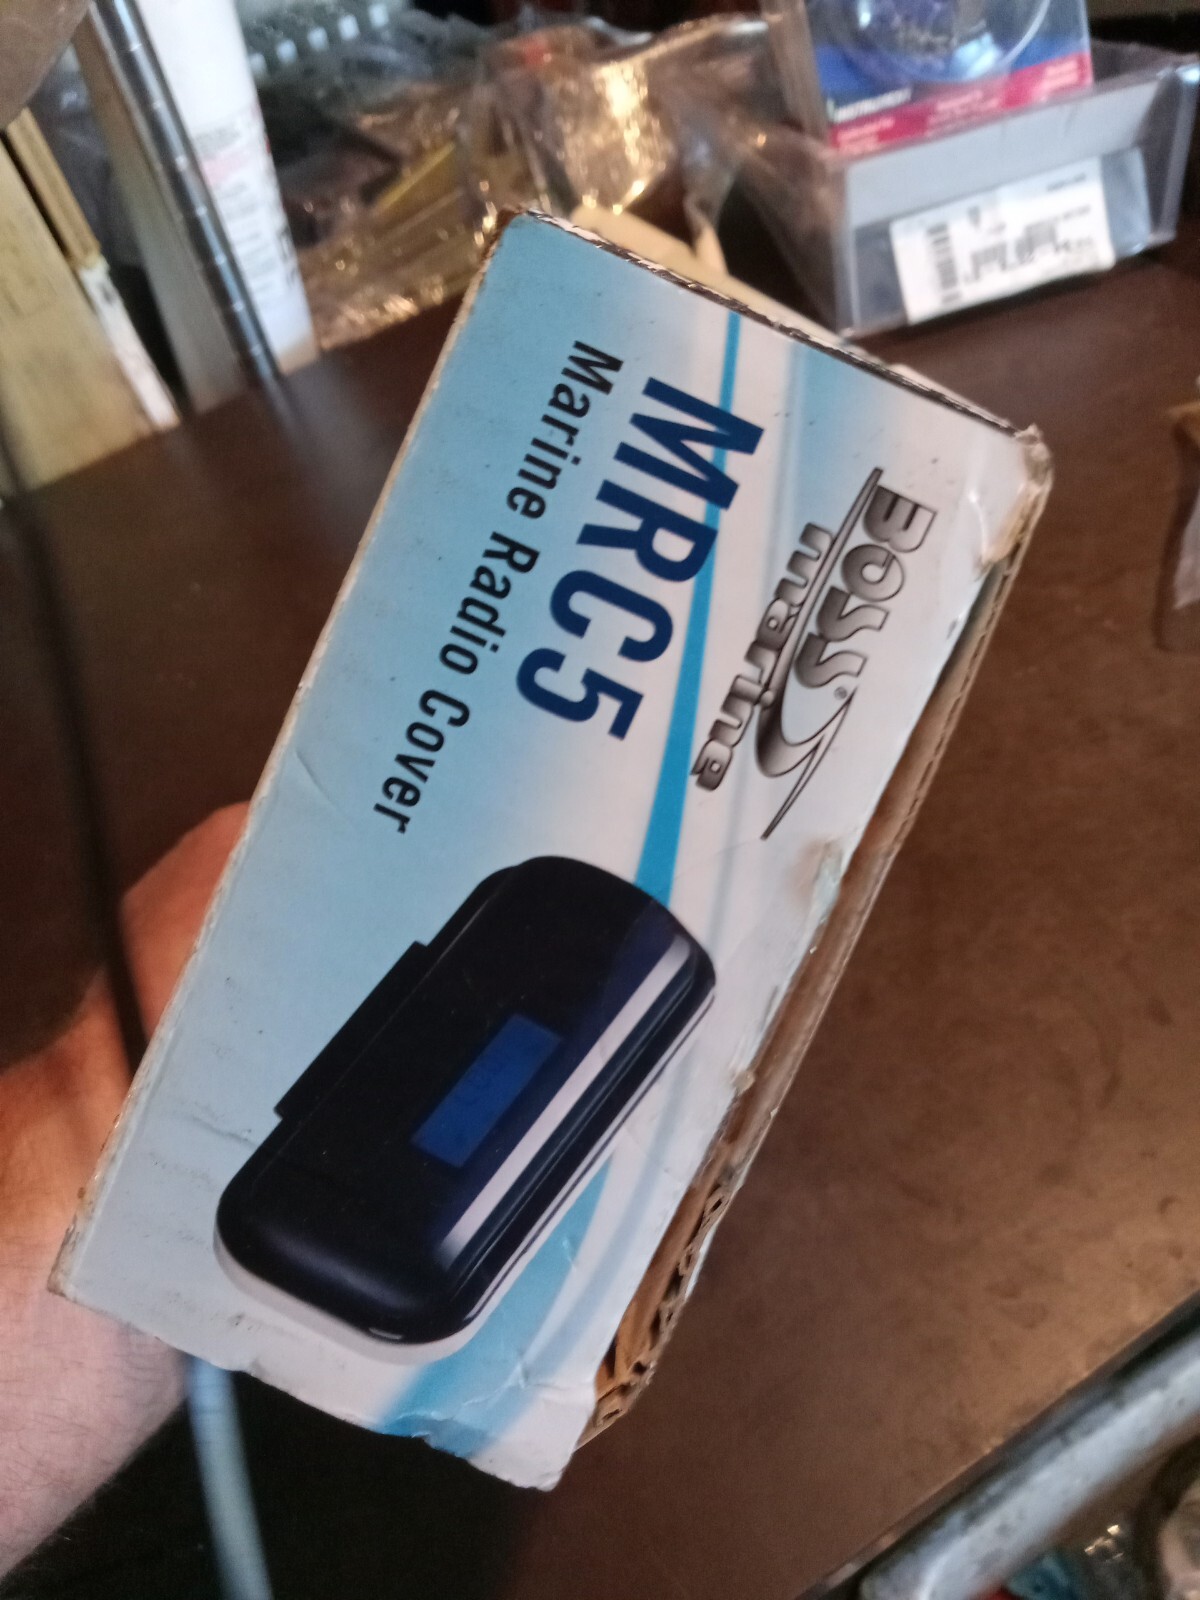 BOSS®
marine
MRC5
Marine Radio Cover